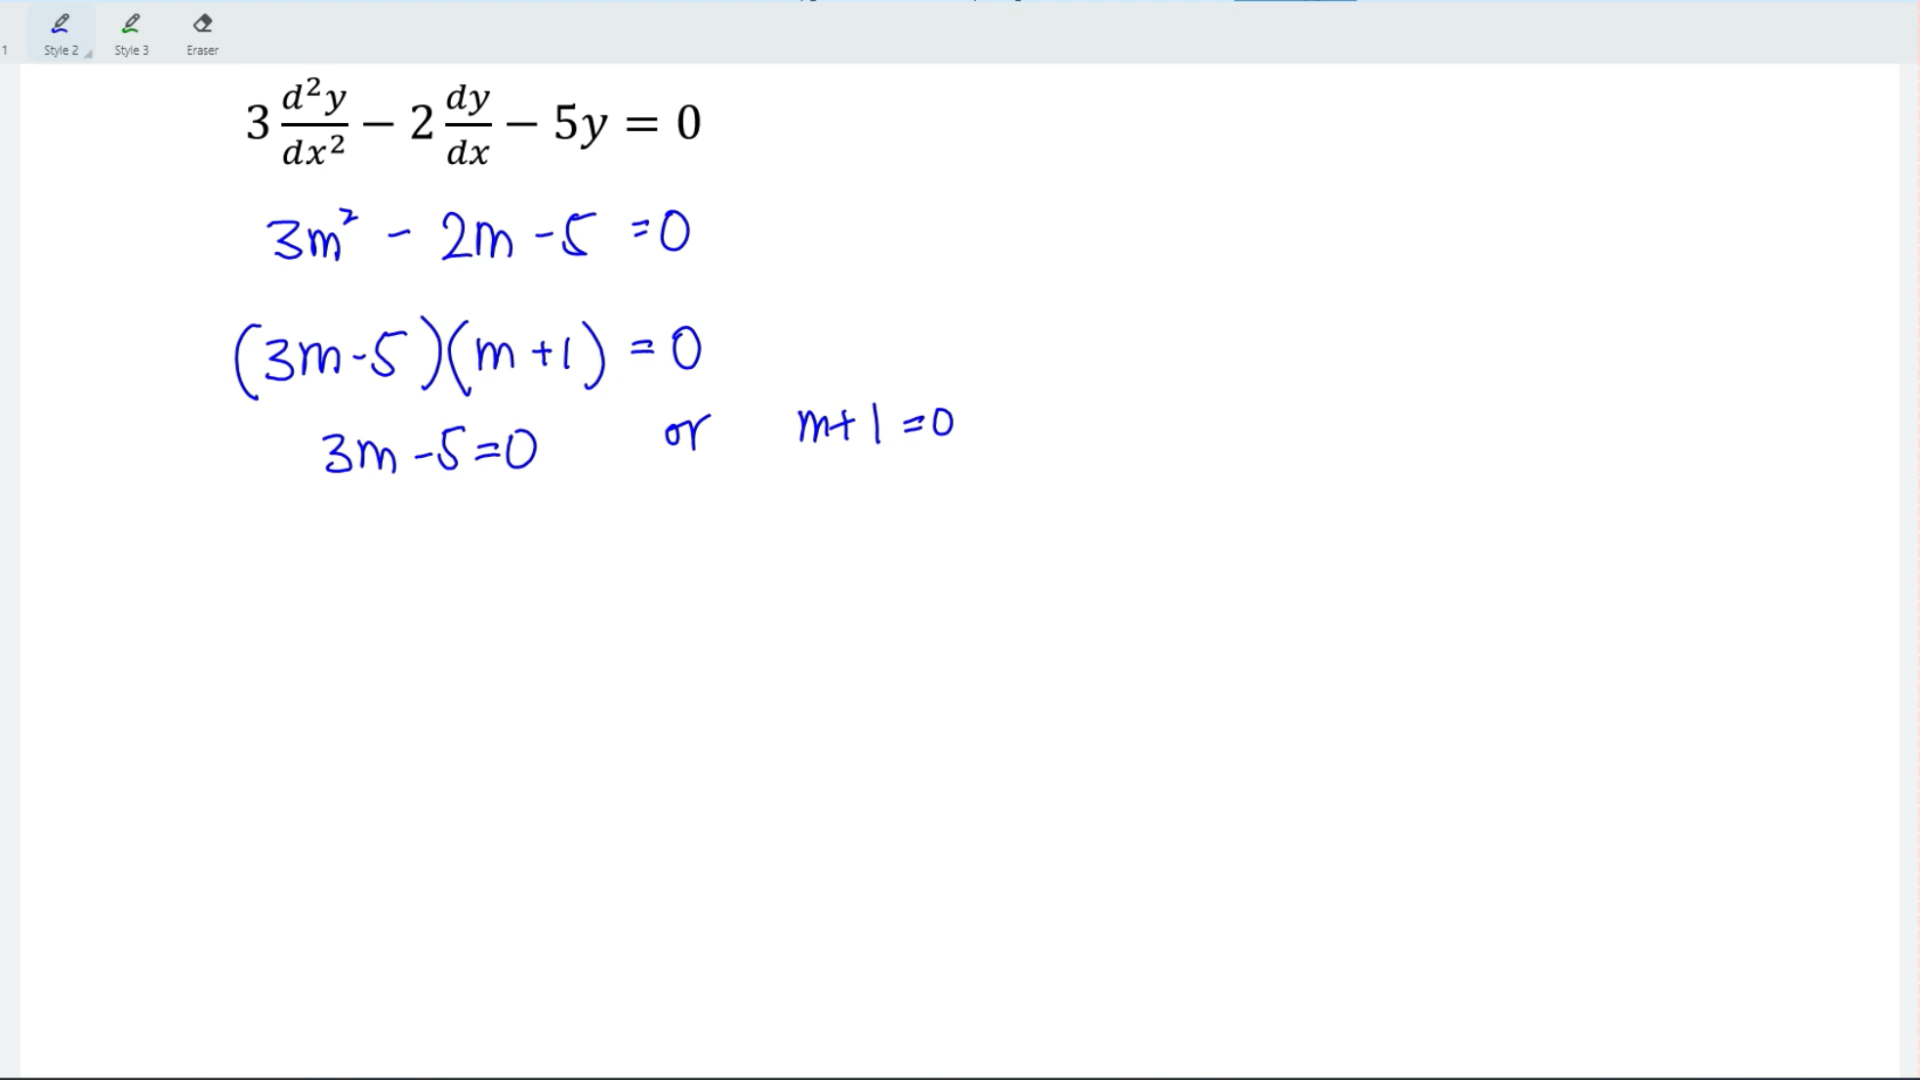 1 Style 2 Style 3 Eraser
3 d²y/dx² − 2 dy/dx − 5y = 0
3m² - 2m - 5 = 0
(3m-5)(m+1) = 0
3m - 5 = 0 or m + 1 = 0